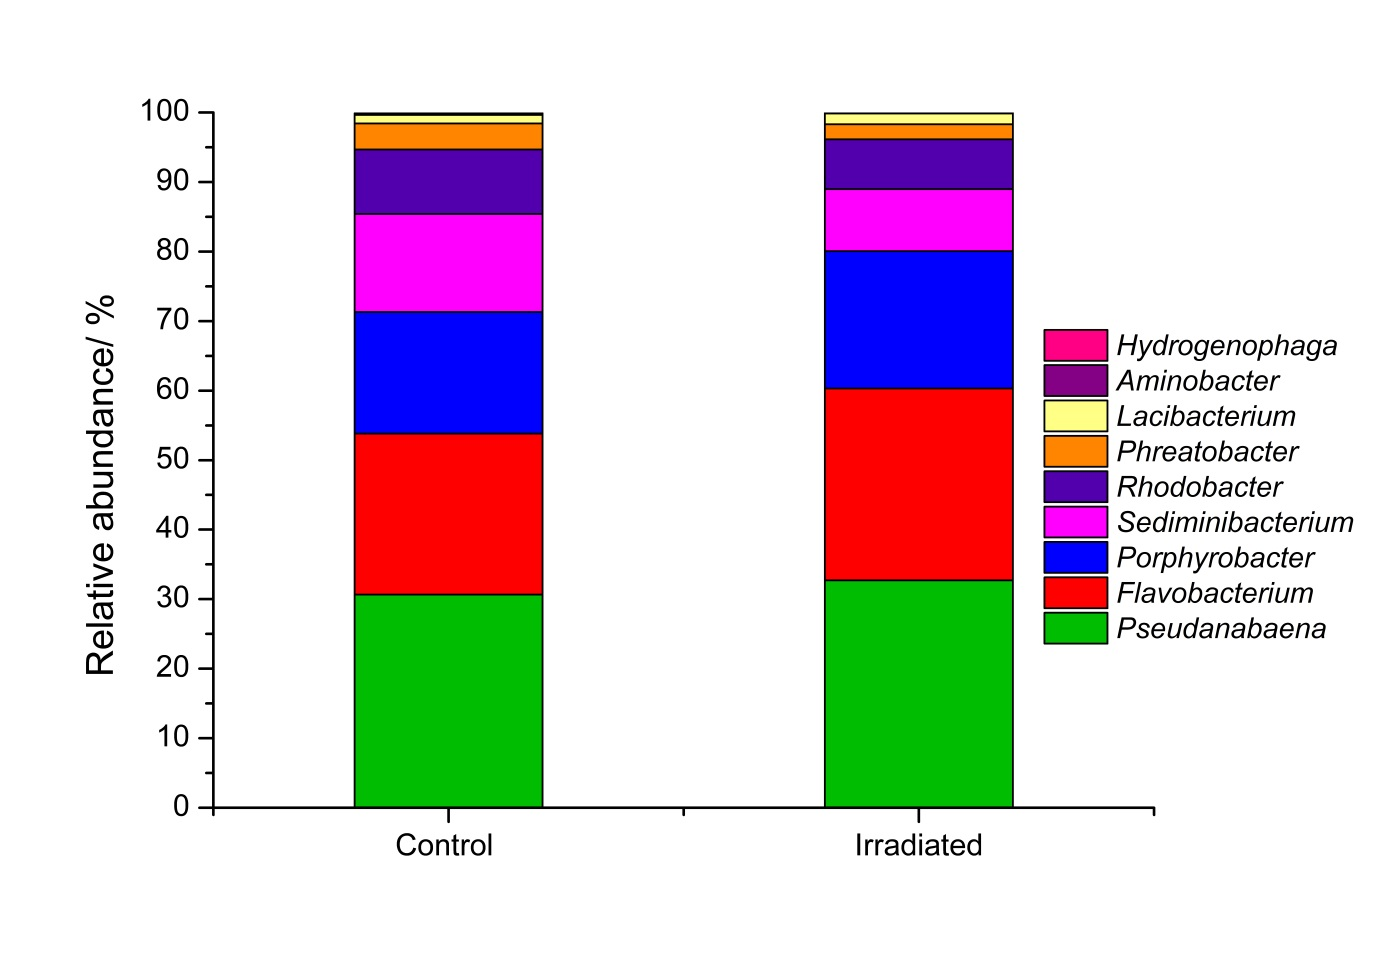 100
90
80
70
60
50
40
30
20
10
0
Relative abundance/ %
Control
Irradiated
Hydrogenophaga
Aminobacter
Lacibacterium
Phreatobacter
Rhodobacter
Sediminibacterium
Porphyrobacter
Flavobacterium
Pseudanabaena